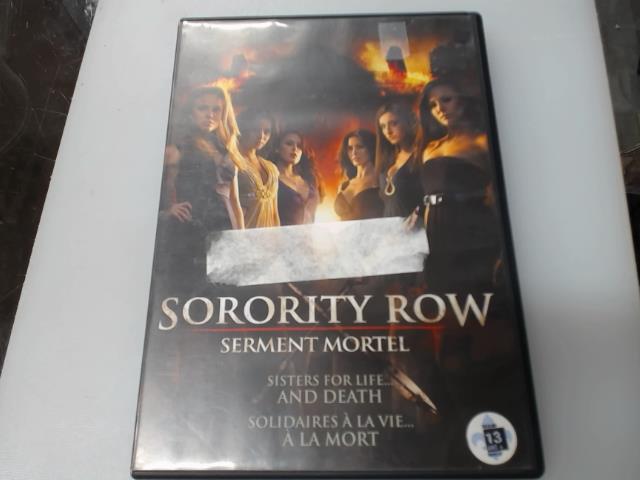 SORORITY ROW
SERMENT MORTEL
SISTERS FOR LIFE...
AND DEATH
SOLIDAIRES À LA VIE...
À LA MORT
13